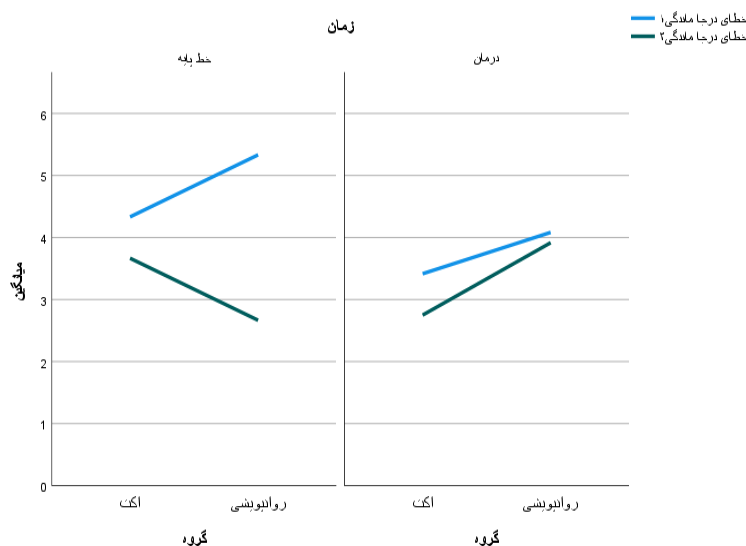 زمان
خطای درجا ماندگی۱
خطای درجا ماندگی۲
خط پایه
درمان
6
5
4
3
2
1
0
میانگین
اکت
روانپویشی
اکت
روانپویشی
گروه
گروه